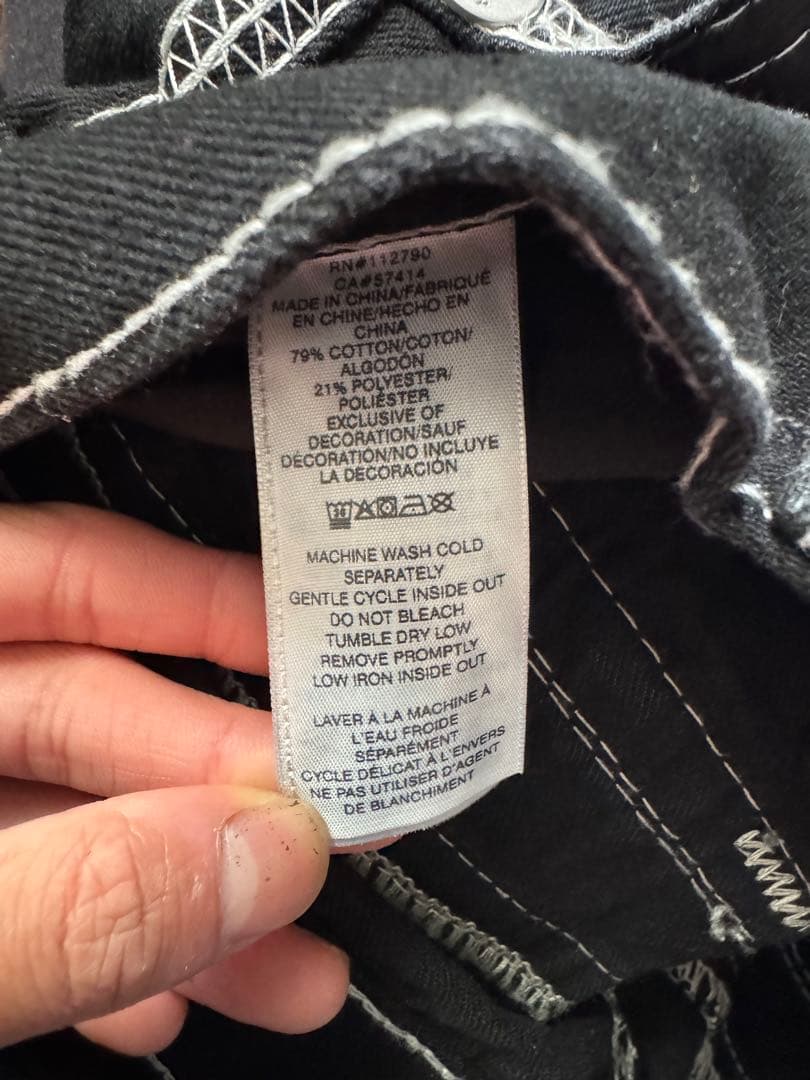 RN#112790
CA#57414
MADE IN CHINA/FABRIQUÉ
EN CHINE/HECHO EN
CHINA
79% COTTON/COTON/
ALGODÓN
21% POLYESTER/
POLIÉSTER
EXCLUSIVE OF
DECORATION/SAUF
DÉCORATION/NO INCLUYE
LA DECORACIÓN
30
MACHINE WASH COLD
SEPARATELY
GENTLE CYCLE INSIDE OUT
DO NOT BLEACH
TUMBLE DRY LOW
REMOVE PROMPTLY
LOW IRON INSIDE OUT
LAVER À LA MACHINE À
L'EAU FROIDE
SÉPARÉMENT
CYCLE DÉLICAT À L'ENVERS
NE PAS UTILISER D'AGENT
DE BLANCHIMENT